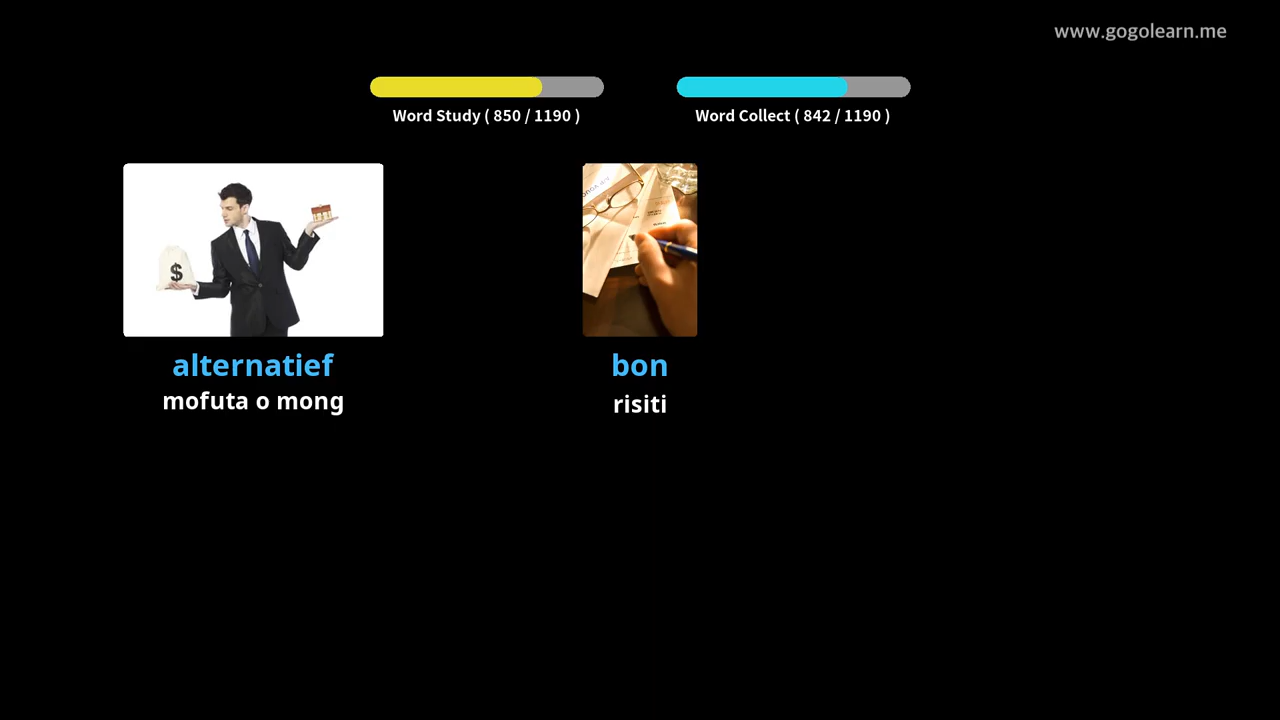 www.gogolearn.me
Word Study ( 850 / 1190 )
Word Collect ( 842 / 1190 )
$
alternatief
mofuta o mong
bon
risiti